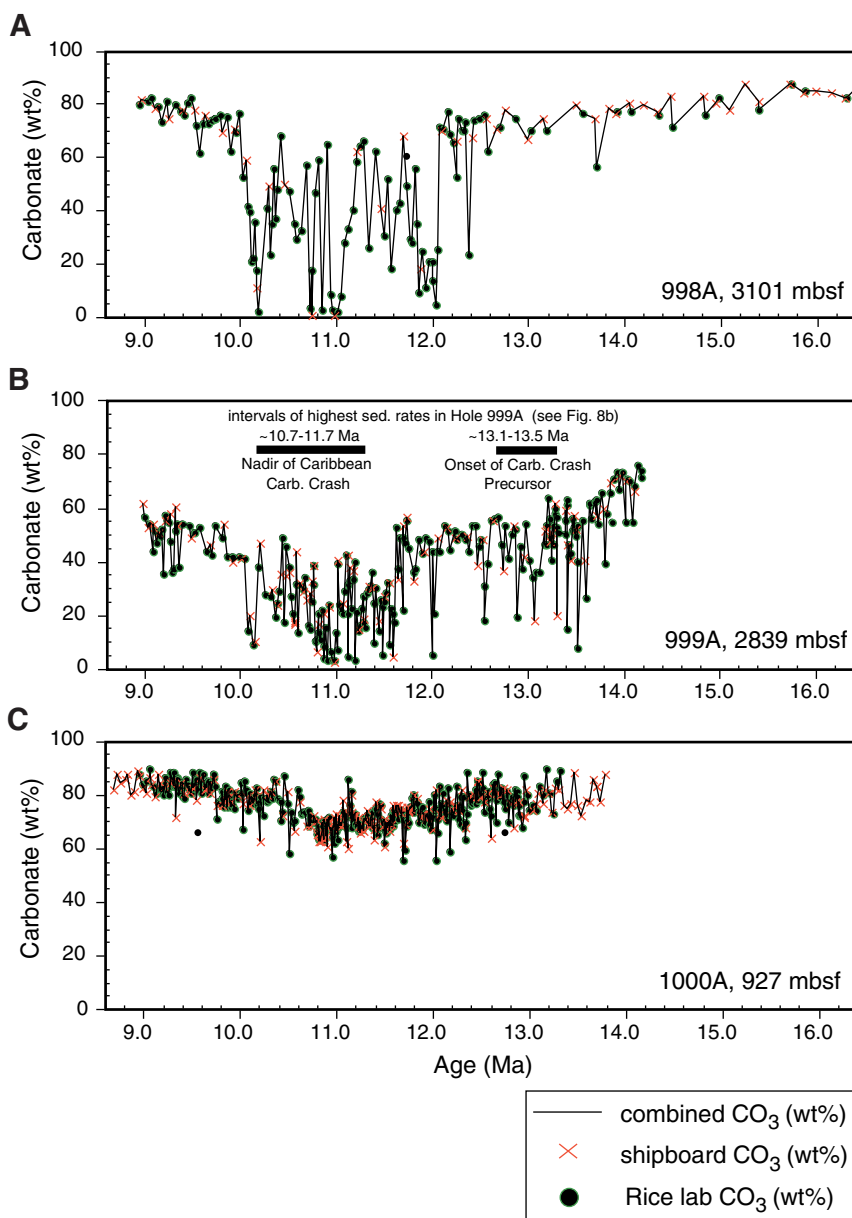 A
100
80
60
40
20
0
Carbonate (wt%)
998A, 3101 mbsf
9.0 10.0 11.0 12.0 13.0 14.0 15.0 16.0
B
100
80
60
40
20
0
Carbonate (wt%)
intervals of highest sed. rates in Hole 999A (see Fig. 8b)
~10.7-11.7 Ma ~13.1-13.5 Ma
Nadir of Caribbean Onset of Carb. Crash
Carb. Crash Precursor
999A, 2839 mbsf
9.0 10.0 11.0 12.0 13.0 14.0 15.0 16.0
C
100
80
60
40
20
0
Carbonate (wt%)
1000A, 927 mbsf
9.0 10.0 11.0 12.0 13.0 14.0 15.0 16.0
Age (Ma)
combined CO3 (wt%)
shipboard CO3 (wt%)
Rice lab CO3 (wt%)